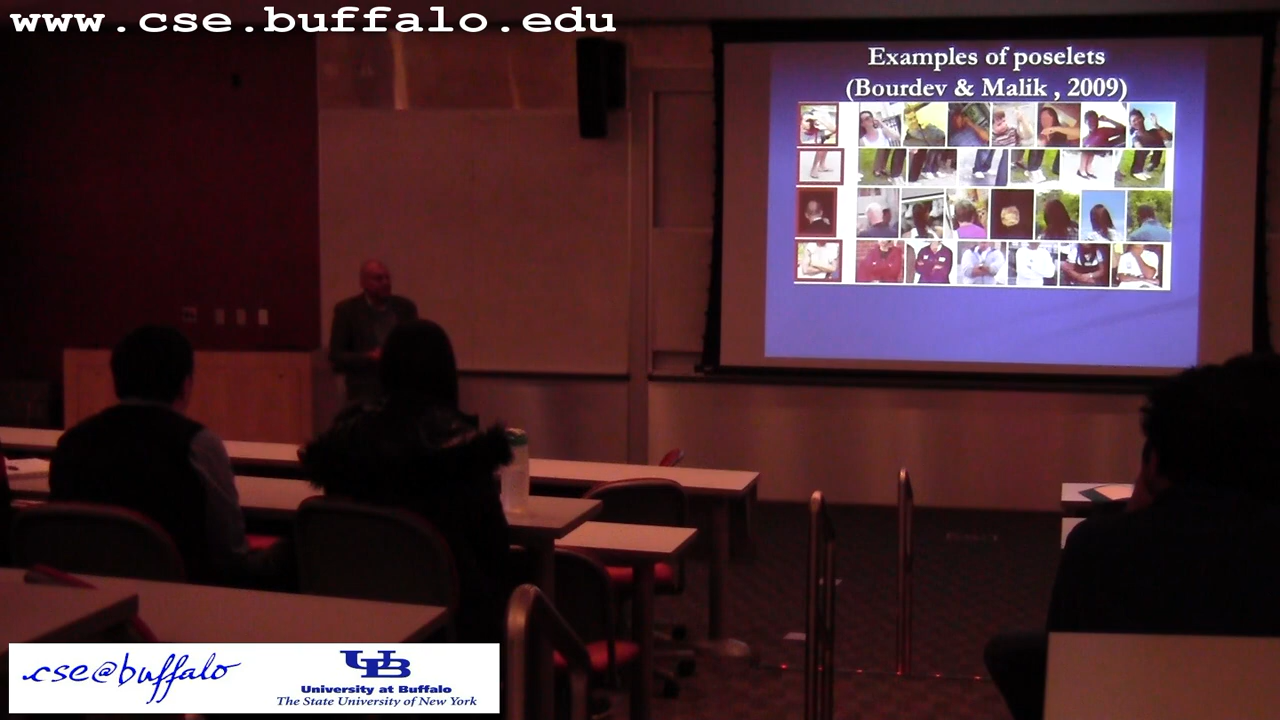 www.cse.buffalo.edu
Examples of poselets
(Bourdev & Malik , 2009)
cse@buffalo
UB
University at Buffalo
The State University of New York